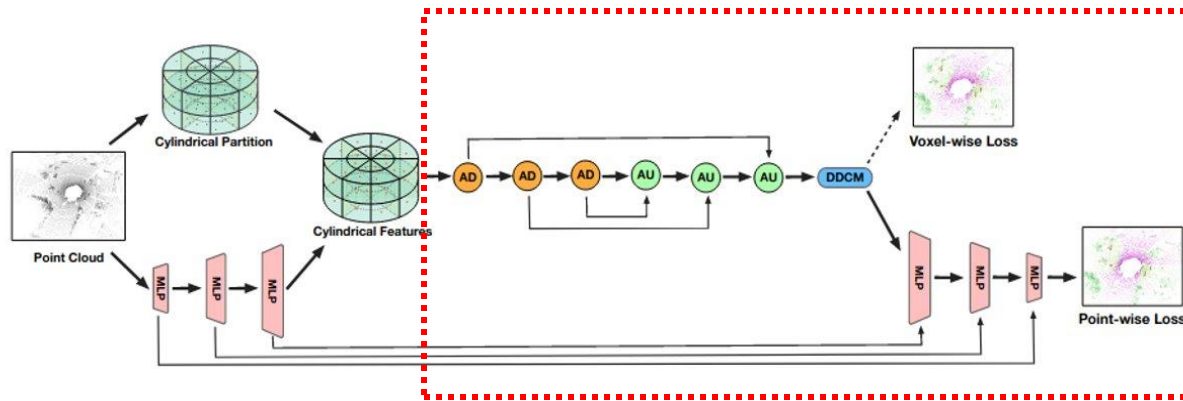 Cylindrical Partition
Point Cloud
MLP
MLP
MLP
Cylindrical Features
AD
AD
AD
AU
AU
AU
DDCM
Voxel-wise Loss
MLP
MLP
MLP
Point-wise Loss